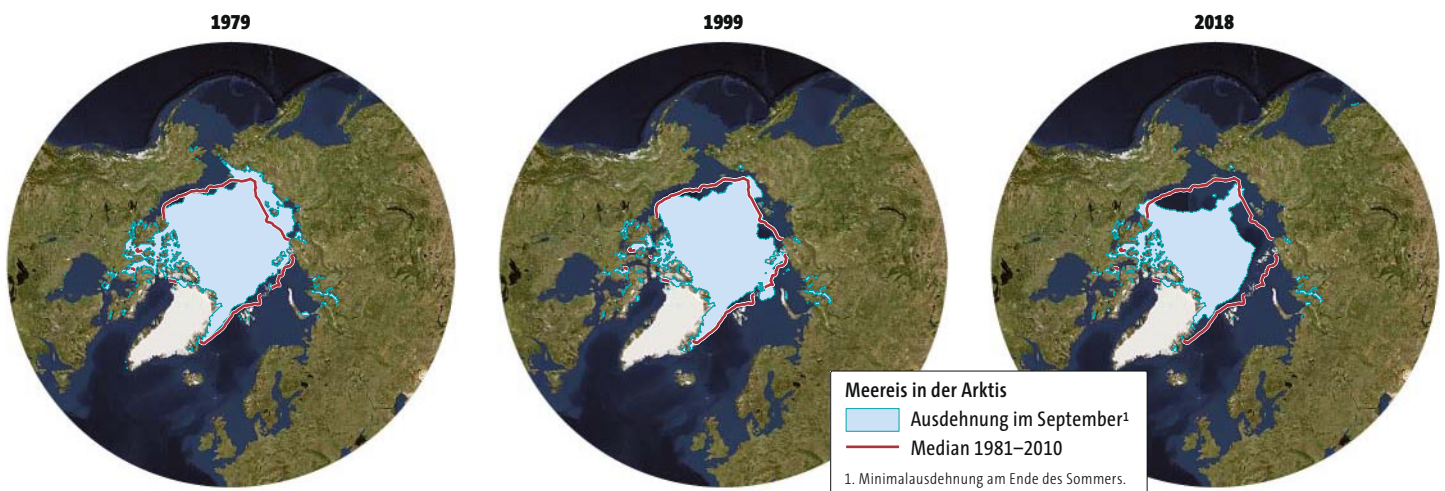 1979
1999
2018
Meereis in der Arktis
Ausdehnung im September¹
Median 1981–2010
1. Minimalausdehnung am Ende des Sommers.